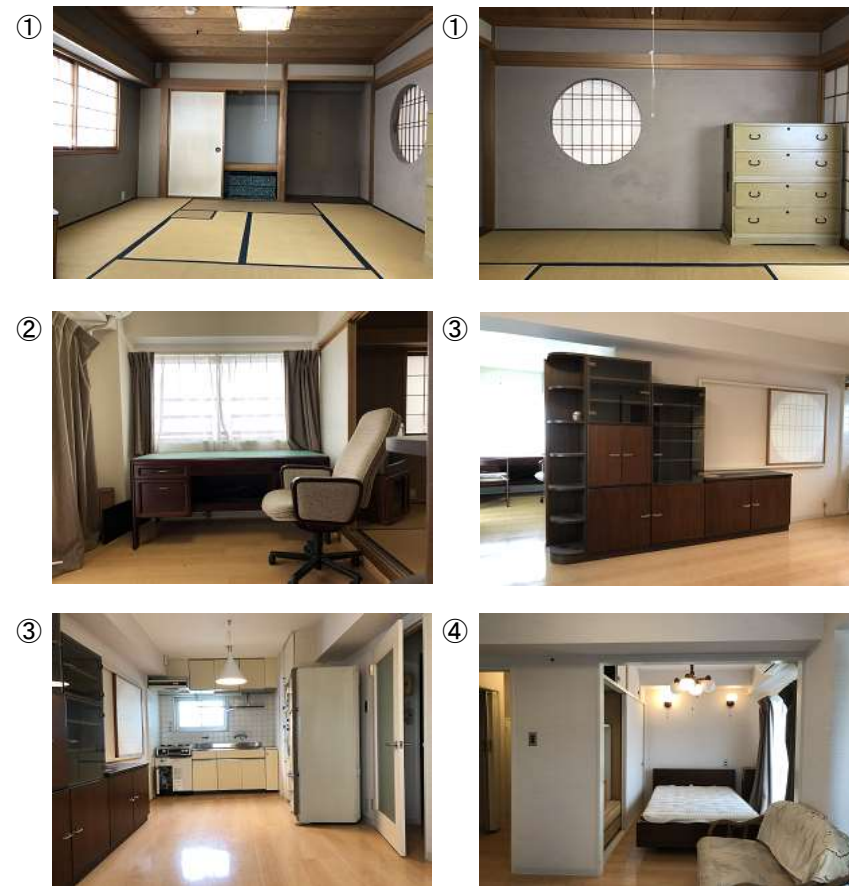 ① ①
② ③
③ ④